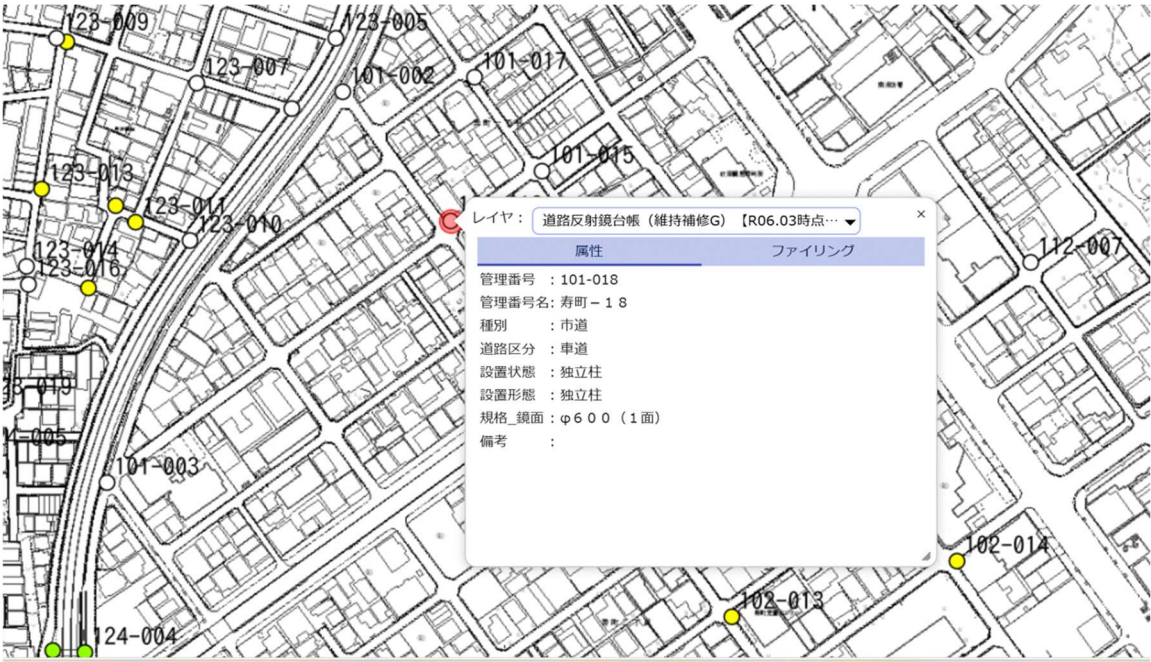 123-009
123-005
123-007
101-002
101-017
101-015
123-013
123-011
123-010
123-014
123-016
112-007
101-003
102-014
102-013
124-004
レイヤ：
道路反射鏡台帳（維持補修G）【R06.03時点…
×
属性
ファイリング
管理番号 ：101-018
管理番号名：寿町－１８
種別 ：市道
道路区分 ：車道
設置状態 ：独立柱
設置形態 ：独立柱
規格_鏡面：φ６００（１面）
備考 ：